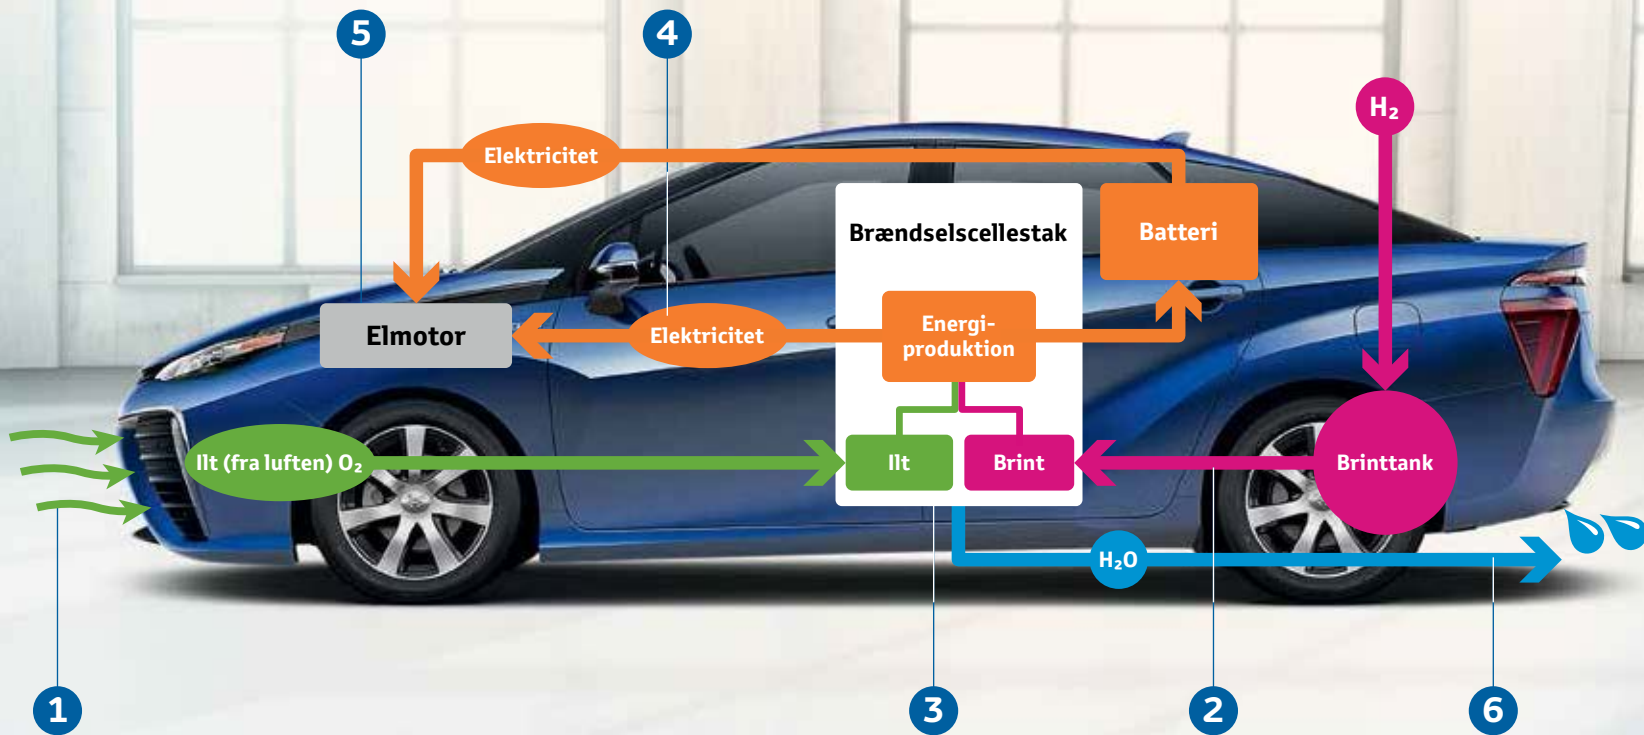 5
4
H₂
Elektricitet
Brændselscellestak
Batteri
Elmotor
Elektricitet
Energi-
produktion
Ilt (fra luften) O₂
Ilt
Brint
Brinttank
H₂O
1
3
2
6